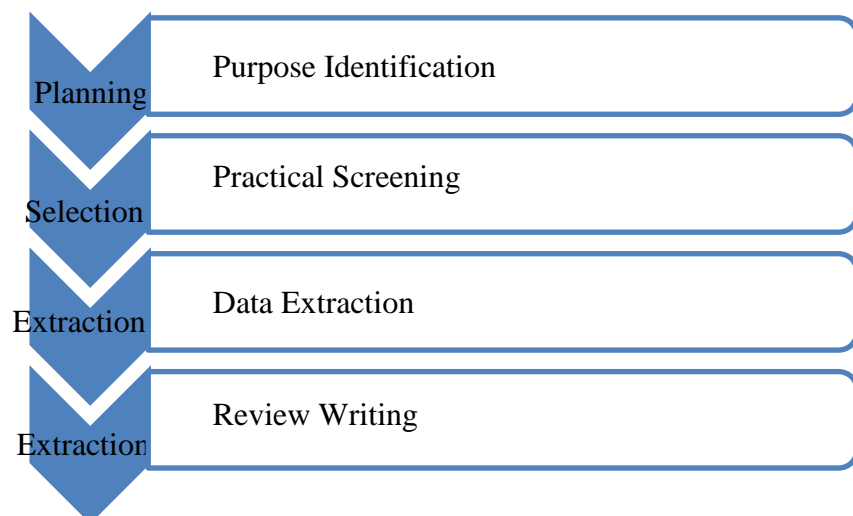 Planning
Purpose Identification
Selection
Practical Screening
Extraction
Data Extraction
Extraction
Review Writing